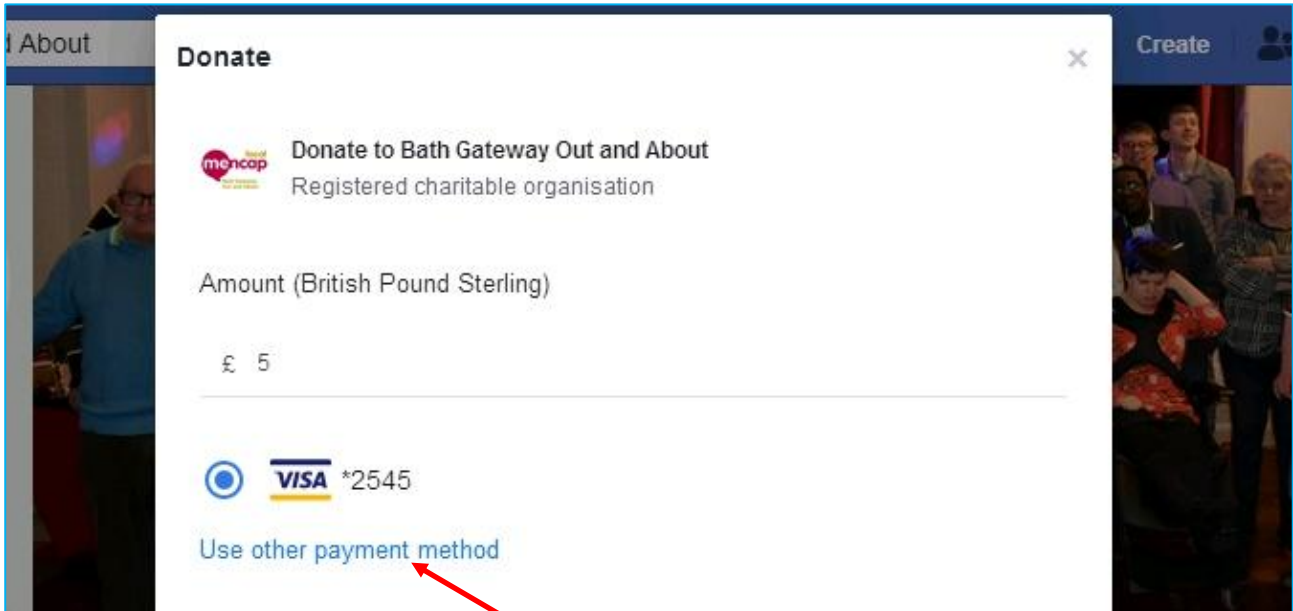 d About
Create
Donate
×
mencap
Donate to Bath Gateway Out and About
Registered charitable organisation
Amount (British Pound Sterling)
£ 5
VISA *2545
Use other payment method